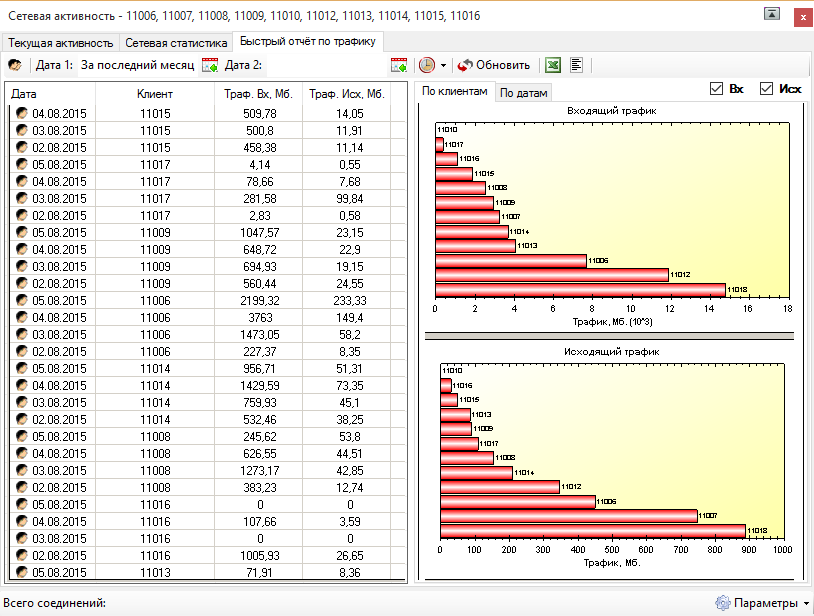 Сетевая активность - 11006, 11007, 11008, 11009, 11010, 11012, 11013, 11014, 11015, 11016
Текущая активность Сетевая статистика Быстрый отчёт по трафику
Дата 1: За последний месяц Дата 2: Обновить
Дата Клиент Траф. Вх, Мб. Траф. Исх, Мб.
04.08.2015 11015 509,78 14,05
03.08.2015 11015 500,8 11,91
02.08.2015 11015 458,38 11,14
05.08.2015 11017 4,14 0,55
04.08.2015 11017 78,66 7,68
03.08.2015 11017 281,58 99,84
02.08.2015 11017 2,83 0,58
05.08.2015 11009 1047,57 23,15
04.08.2015 11009 648,72 22,9
03.08.2015 11009 694,93 19,15
02.08.2015 11009 560,44 24,55
05.08.2015 11006 2199,32 233,33
04.08.2015 11006 3763 149,4
03.08.2015 11006 1473,05 58,2
02.08.2015 11006 227,37 8,35
05.08.2015 11014 956,71 51,31
04.08.2015 11014 1429,59 73,35
03.08.2015 11014 759,93 45,1
02.08.2015 11014 532,46 38,25
05.08.2015 11008 245,62 53,8
04.08.2015 11008 626,55 44,51
03.08.2015 11008 1273,17 42,85
02.08.2015 11008 383,23 12,74
05.08.2015 11016 0 0
04.08.2015 11016 107,66 3,59
03.08.2015 11016 0 0
02.08.2015 11016 1005,93 26,65
05.08.2015 11013 71,91 8,36
По клиентам По датам Вх Исх
Входящий трафик
11010
11017
11016
11015
11008
11009
11007
11014
11013
11006
11012
11018
0 2 4 6 8 10 12 14 16 18
Трафик, Мб. (10^3)
Исходящий трафик
11010
11016
11015
11013
11009
11017
11008
11014
11012
11006
11007
11018
0 100 200 300 400 500 600 700 800 900 1000
Трафик, Мб.
Всего соединений: Параметры